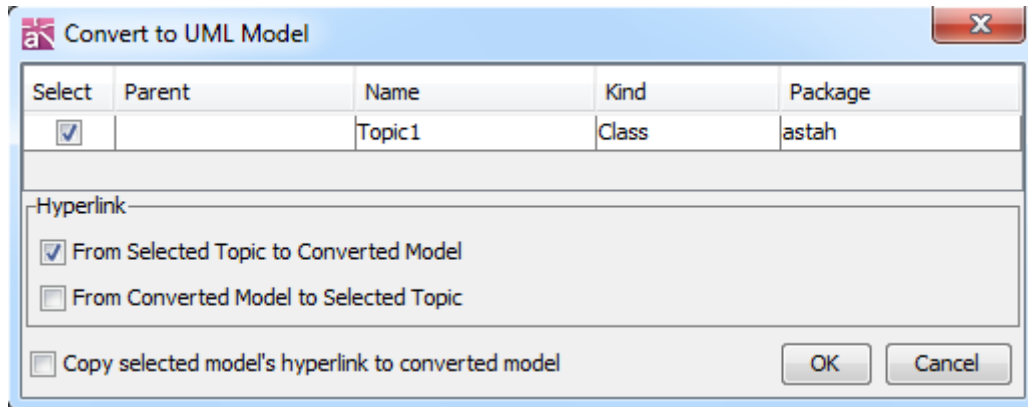 Convert to UML Model
Select Parent Name Kind Package
Topic1 Class astah
Hyperlink
From Selected Topic to Converted Model
From Converted Model to Selected Topic
Copy selected model's hyperlink to converted model OK Cancel